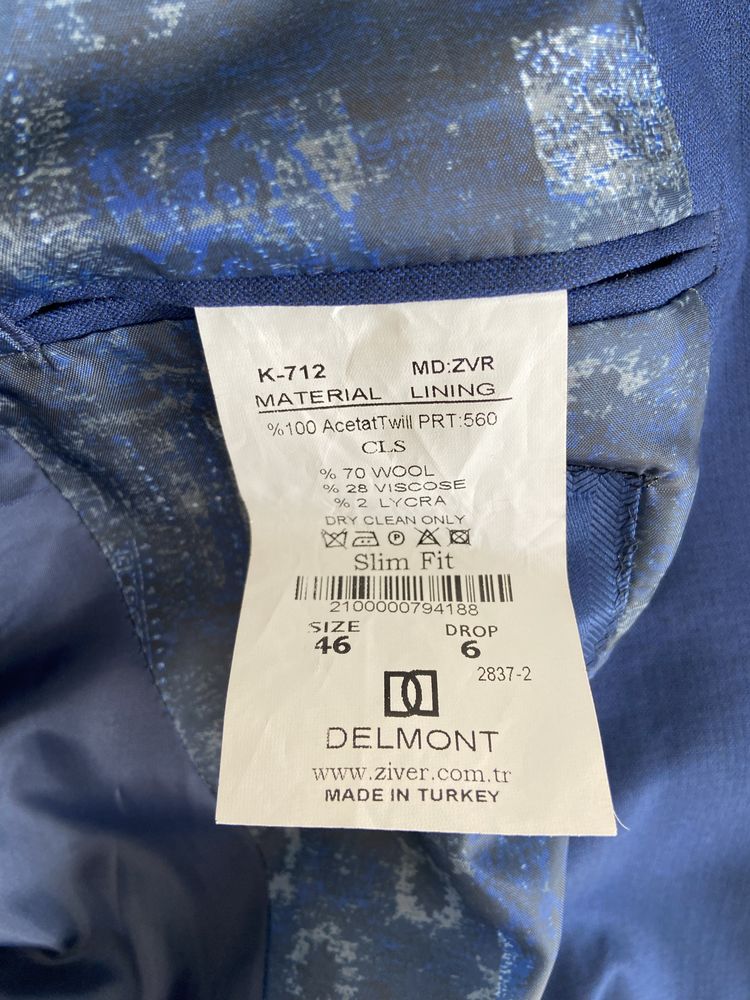 K-712 MD:ZVR
MATERIAL LINING
%100 AcetatTwill PRT:560
CLS
% 70 WOOL
% 28 VISCOSE
% 2 LYCRA
DRY CLEAN ONLY
P
Slim Fit
2100000794188
SIZE DROP
46 6
2837-2
DELMONT
www.ziver.com.tr
MADE IN TURKEY